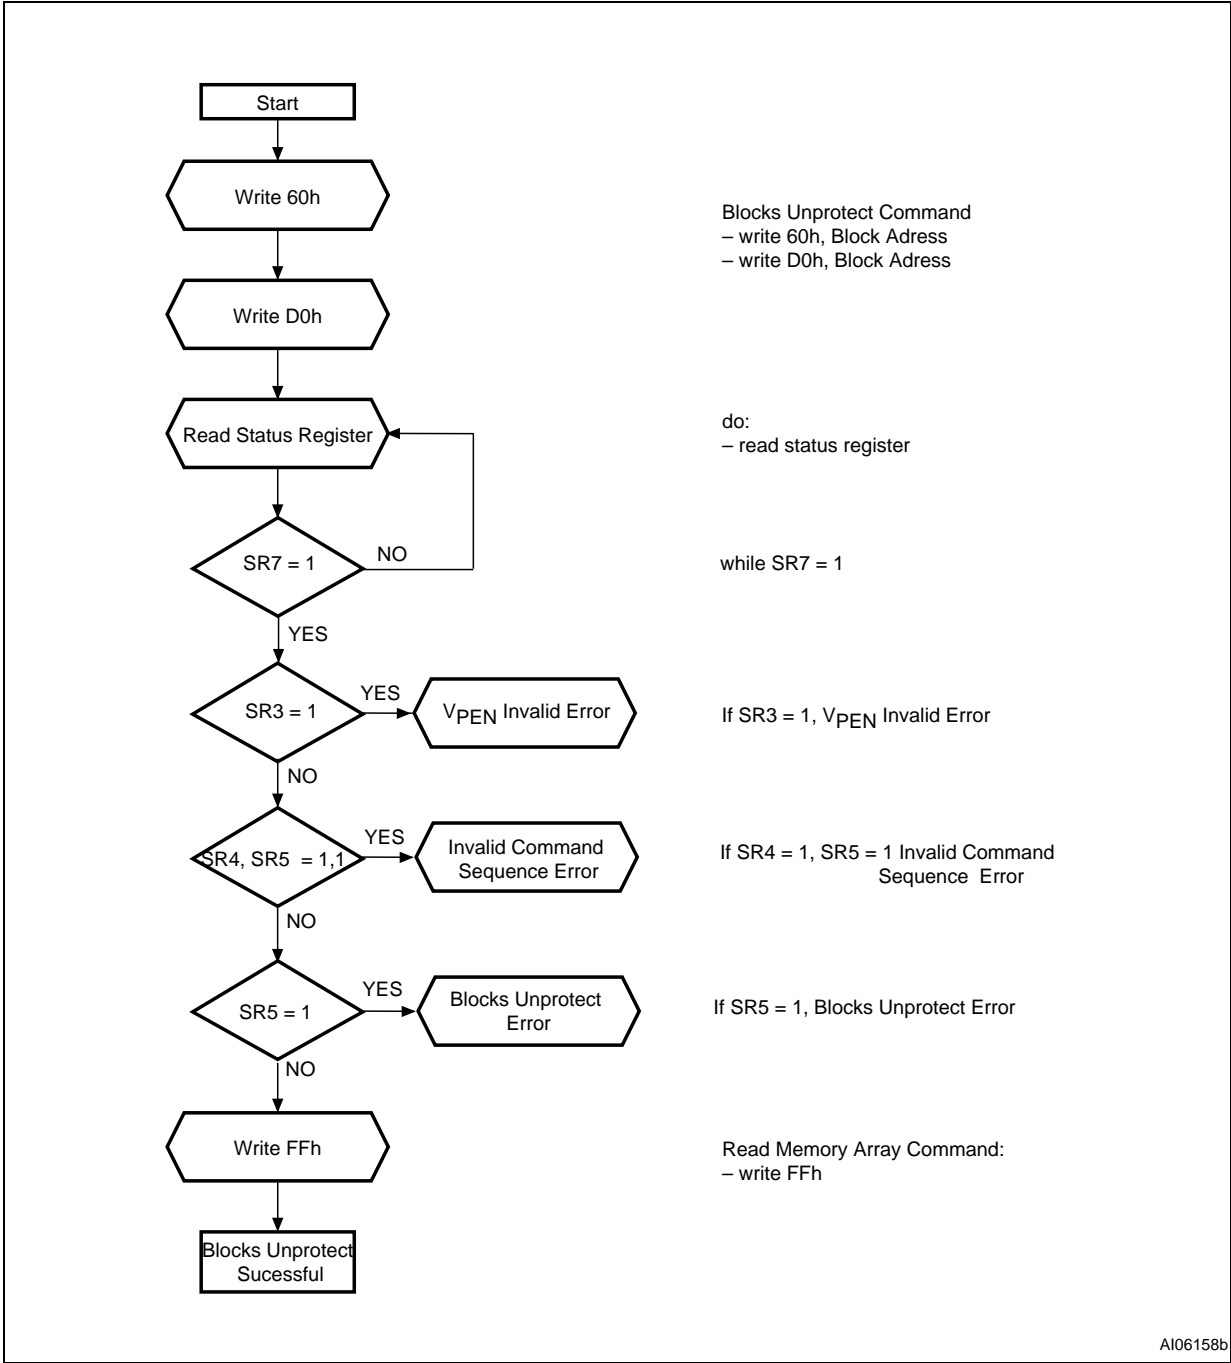 Start
Write 60h
Blocks Unprotect Command
– write 60h, Block Adress
– write D0h, Block Adress
Write D0h
Read Status Register
do:
– read status register
SR7 = 1
NO
while SR7 = 1
YES
SR3 = 1
YES
VPEN Invalid Error
If SR3 = 1, VPEN Invalid Error
NO
SR4, SR5 = 1,1
YES
Invalid Command
Sequence Error
If SR4 = 1, SR5 = 1 Invalid Command
Sequence Error
NO
SR5 = 1
YES
Blocks Unprotect
Error
If SR5 = 1, Blocks Unprotect Error
NO
Write FFh
Read Memory Array Command:
– write FFh
Blocks Unprotect
Sucessful
AI06158b